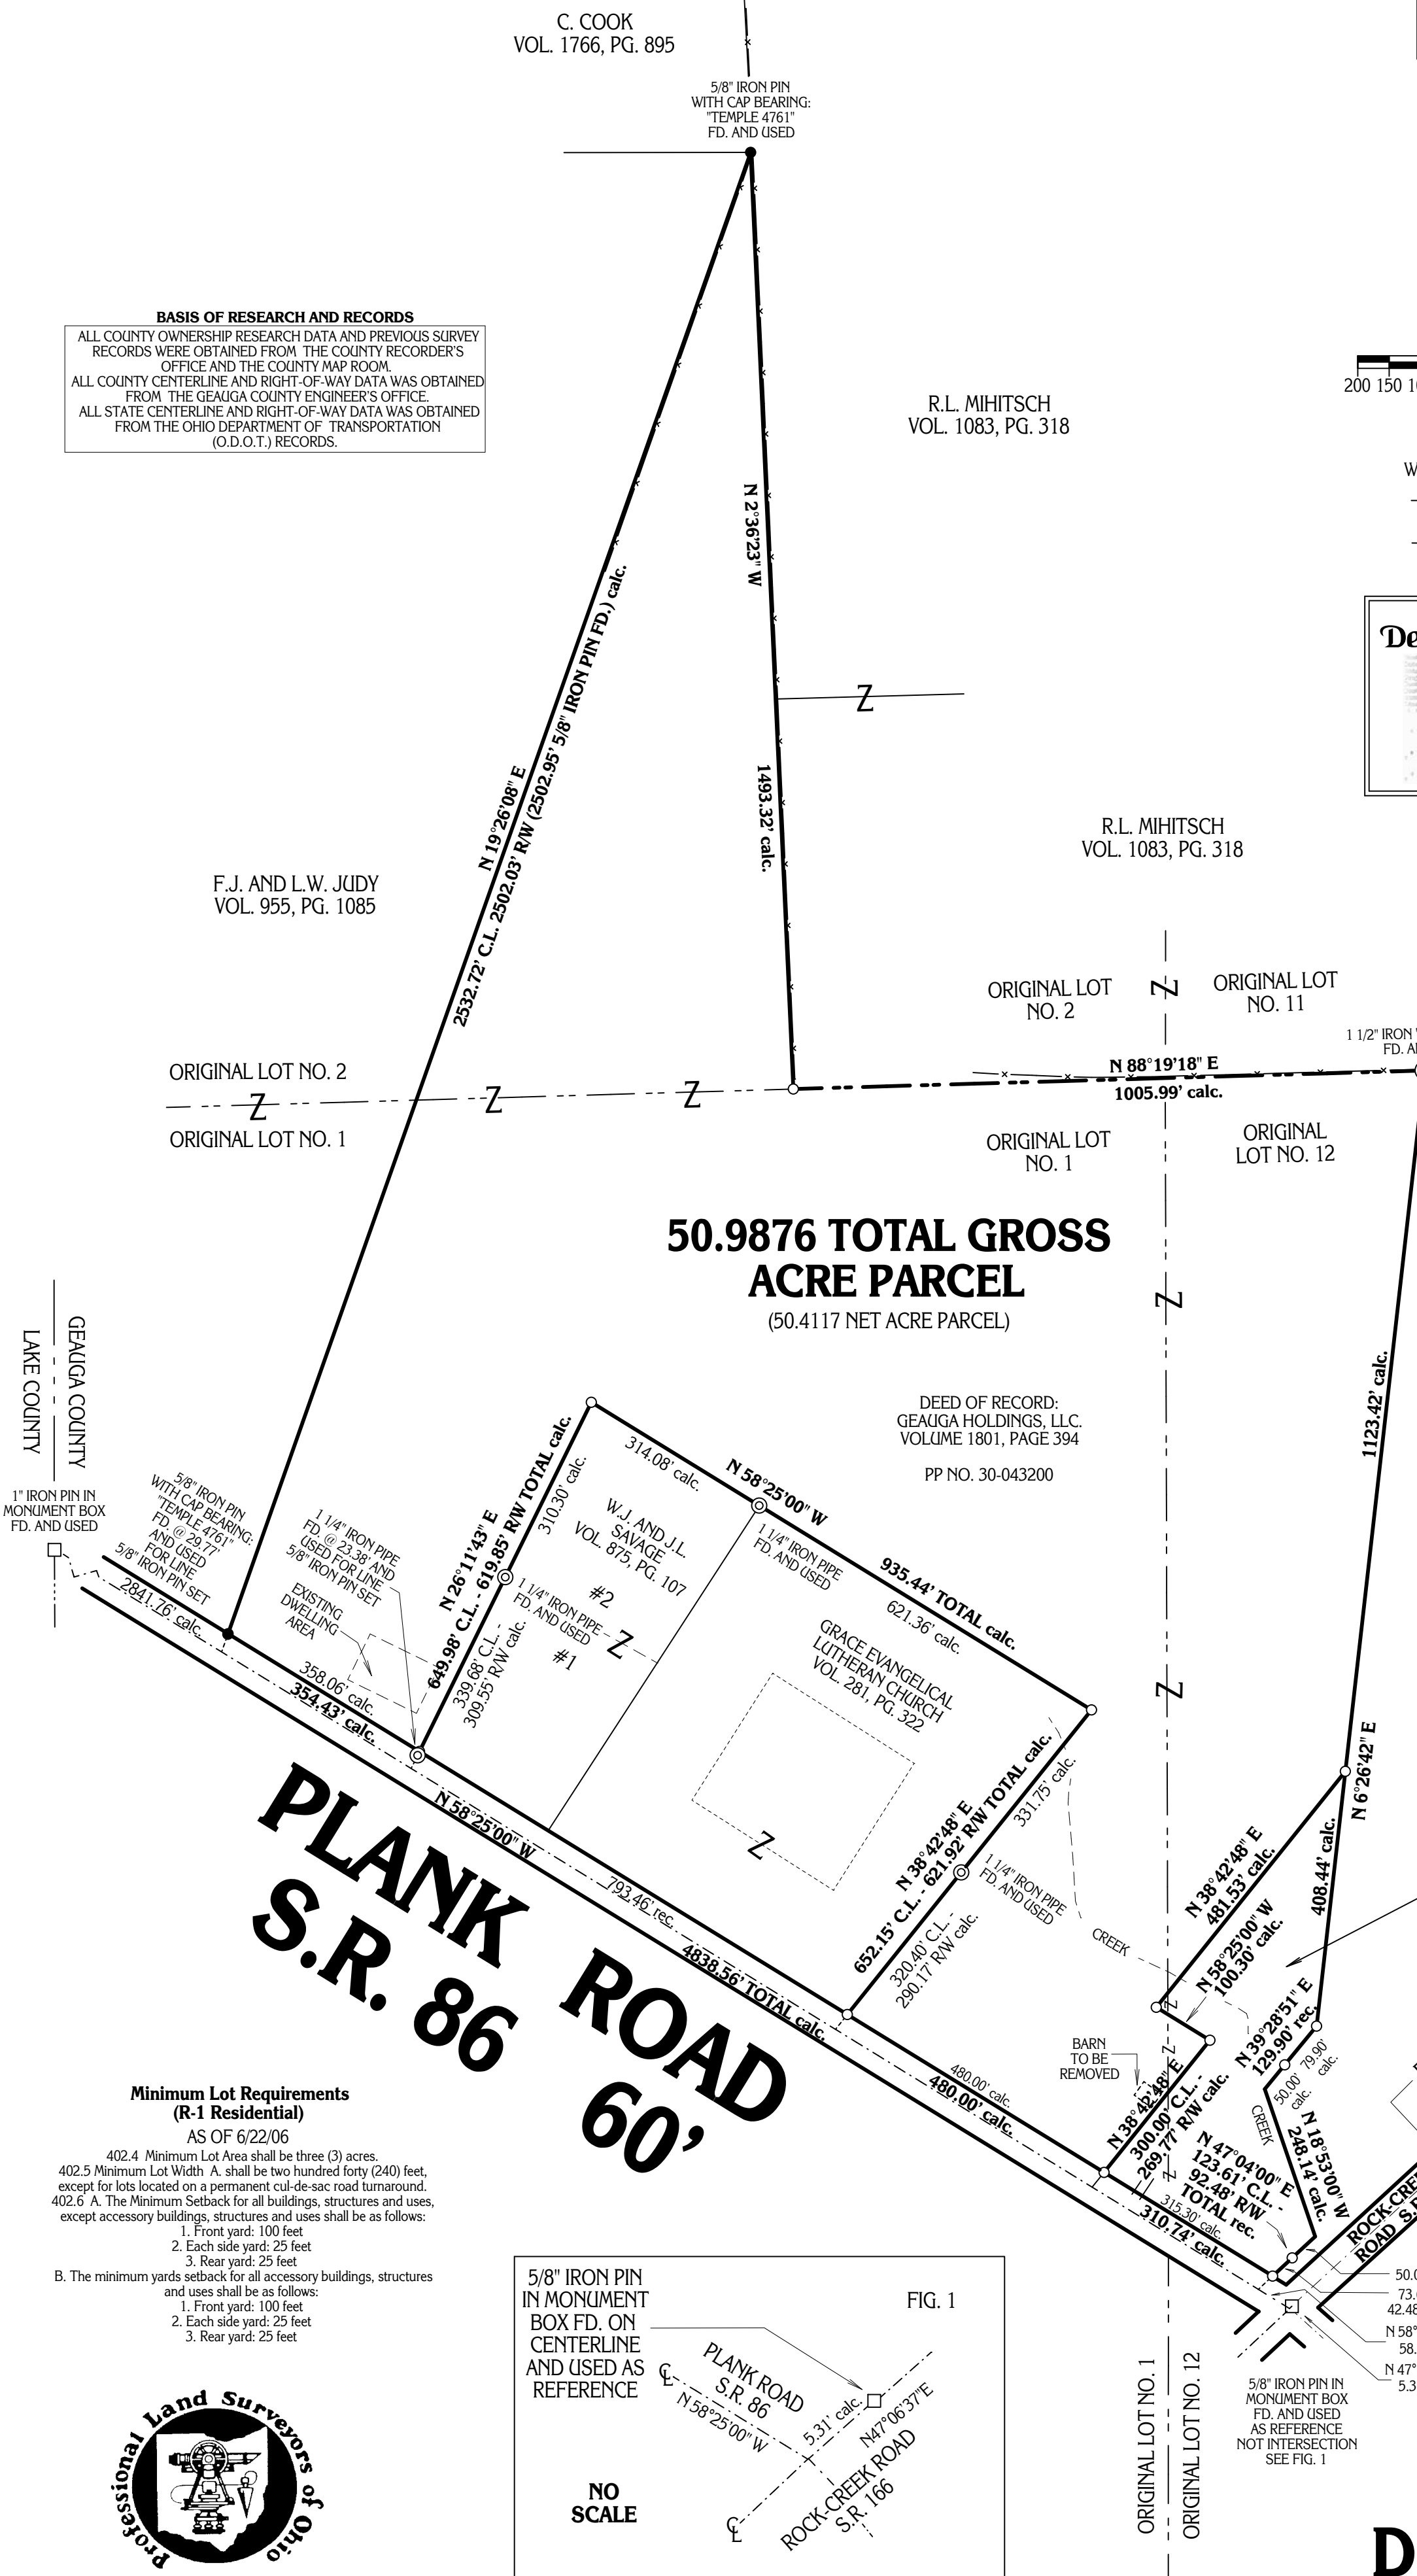 C. COOK
VOL. 1766, PG. 895
5/8" IRON PIN
WITH CAP BEARING:
"TEMPLE 4761"
FD. AND USED
BASIS OF RESEARCH AND RECORDS
ALL COUNTY OWNERSHIP RESEARCH DATA AND PREVIOUS SURVEY
RECORDS WERE OBTAINED FROM THE COUNTY RECORDER'S
OFFICE AND THE COUNTY MAP ROOM.
ALL COUNTY CENTERLINE AND RIGHT-OF-WAY DATA WAS OBTAINED
FROM THE GEAUGA COUNTY ENGINEER'S OFFICE.
ALL STATE CENTERLINE AND RIGHT-OF-WAY DATA WAS OBTAINED
FROM THE OHIO DEPARTMENT OF TRANSPORTATION
(O.D.O.T.) RECORDS.
200 150
R.L. MIHITSCH
VOL. 1083, PG. 318
N 2°36'23" W
1493.32' calc.
Z
N 19°26'08" E
2532.72' C.L. 2502.03' R/W (2502.95' 5/8" IRON PIN FD.) calc.
R.L. MIHITSCH
VOL. 1083, PG. 318
F.J. AND L.W. JUDY
VOL. 955, PG. 1085
ORIGINAL LOT
NO. 2
Z
ORIGINAL LOT
NO. 11
1 1/2" IRON
ORIGINAL LOT NO. 2
Z
Z
Z
ORIGINAL LOT NO. 1
N 88°19'18" E
1005.99' calc.
ORIGINAL LOT
NO. 1
ORIGINAL
LOT NO. 12
50.9876 TOTAL GROSS
ACRE PARCEL
(50.4117 NET ACRE PARCEL)
Z
GEAUGA COUNTY
LAKE COUNTY
1123.42' calc.
DEED OF RECORD:
GEAUGA HOLDINGS, LLC.
VOLUME 1801, PAGE 394
PP NO. 30-043200
1" IRON PIN IN
MONUMENT BOX
FD. AND USED
5/8" IRON PIN
WITH CAP BEARING:
"TEMPLE 4761"
FD. @ 29.77'
AND USED
FOR LINE
5/8" IRON PIN SET
2841.76' calc.
1 1/4" IRON PIPE
FD. @ 23.38' AND
USED FOR LINE
5/8" IRON PIN SET
EXISTING
DWELLING
AREA
358.06' calc.
354.43' calc.
N 26°11'43" E
649.98' C.L. - 619.85' R/W TOTAL calc.
310.30' calc.
339.68' C.L. -
309.55' R/W calc.
314.08' calc.
N 58°25'00" W
W.J. AND J.L.
SAVAGE
VOL. 875, PG. 107
#2
1 1/4" IRON PIPE
FD. AND USED
Z
#1
1 1/4" IRON PIPE
FD. AND USED
935.44' TOTAL calc.
621.36' calc.
GRACE EVANGELICAL
LUTHERAN CHURCH
VOL. 281, PG. 322
Z
Z
N 38°42'48" E
652.15' C.L. - 621.92' R/W TOTAL calc.
331.75' calc.
320.40' C.L. -
290.17' R/W calc.
1 1/4" IRON PIPE
FD. AND USED
CREEK
N 6°26'42" E
408.44' calc.
N 38°42'48" E
481.53' calc.
N 58°25'00" W
100.30' calc.
N 39°28'51" E
129.90' rec.
50.00'
calc.
79.90'
calc.
PLANK ROAD
S.R. 86 60'
N 58°25'00" W
793.46' rec.
4838.56' TOTAL calc.
BARN
TO BE
REMOVED
Z
Z
Z
480.00' calc.
480.00' calc.
N 38°42'48" E
300.00' C.L. -
269.77' R/W calc.
CREEK
N 18°53'00" W
248.14' calc.
N 47°04'00" E
123.61' C.L. -
92.48' R/W
TOTAL rec.
315.30' calc.
310.74' calc.
Minimum Lot Requirements
(R-1 Residential)
AS OF 6/22/06
402.4 Minimum Lot Area shall be three (3) acres.
402.5 Minimum Lot Width A. shall be two hundred forty (240) feet,
except for lots located on a permanent cul-de-sac road turnaround.
402.6 A. The Minimum Setback for all buildings, structures and uses,
except accessory buildings, structures and uses shall be as follows:
1. Front yard: 100 feet
2. Each side yard: 25 feet
3. Rear yard: 25 feet
B. The minimum yards setback for all accessory buildings, structures
and uses shall be as follows:
1. Front yard: 100 feet
2. Each side yard: 25 feet
3. Rear yard: 25 feet
5/8" IRON PIN
IN MONUMENT
BOX FD. ON
CENTERLINE
AND USED AS
REFERENCE
FIG. 1
PLANK ROAD
S.R. 86
N 58°25'00" W
5.31' calc.
N47°06'37"E
ROCK-CREEK ROAD
S.R. 166
NO
SCALE
ORIGINAL LOT NO. 1
ORIGINAL LOT NO. 12
5/8" IRON PIN IN
MONUMENT BOX
FD. AND USED
AS REFERENCE
NOT INTERSECTION
SEE FIG. 1
Professional Land Surveyors of Ohio